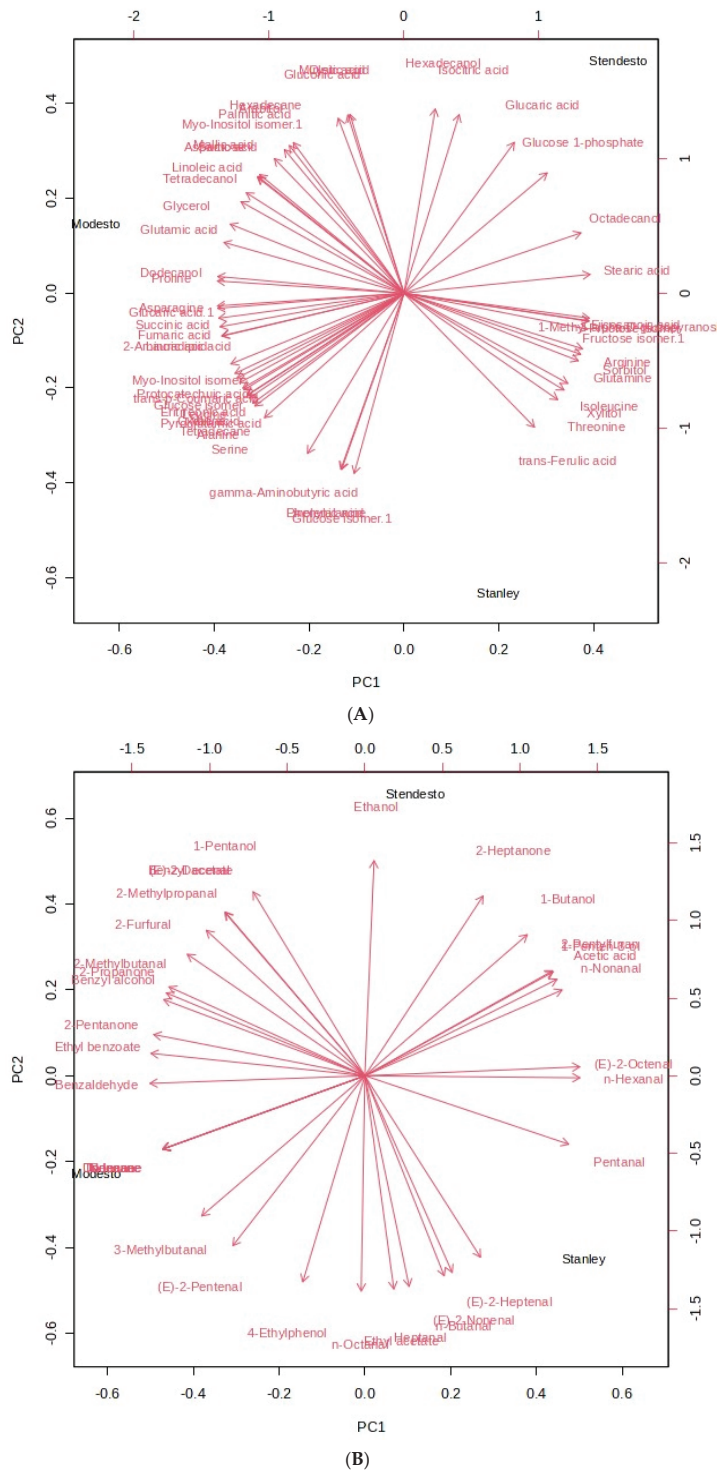 -2 -1 0 1
Stendesto
Hexadecanol
Isocitric acid
Gluconic acid
Hexadecane
Glucaric acid
Palmitic acid
Myo-Inositol isomer.1
Glucose 1-phosphate
Linoleic acid
Tetradecanol
Glycerol
Octadecanol
Modesto
Glutamic acid
Dodecanol
Stearic acid
Proline
Asparagine
Succinic acid
Fructose isomer.1
Fumaric acid
Arginine
Sorbitol
Myo-Inositol isomer
Glutamine
Protocatechuic acid
trans-p-Coumaric acid
Glucose isomer
Isoleucine
Xylitol
Pyroglutamic acid
Threonine
Tetradecane
Alanine
Serine
trans-Ferulic acid
gamma-Aminobutyric acid
Glucose isomer.1
Stanley
0.4
0.2
0.0
-0.2
-0.4
-0.6
PC2
1
0
-1
-2
-0.6 -0.4 -0.2 0.0 0.2 0.4
PC1
(A)
-1.5 -1.0 -0.5 0.0 0.5 1.0 1.5
Stendesto
Ethanol
1-Pentanol
2-Heptanone
2-Methylpropanal
1-Butanol
2-Furfural
Acetic acid
2-Methylbutanal
n-Nonanal
2-Propanone
Benzyl alcohol
2-Pentanone
Ethyl benzoate
(E)-2-Octenal
Benzaldehyde
n-Hexanal
Pentanal
Modesto
3-Methylbutanal
Stanley
(E)-2-Pentenal
(E)-2-Heptenal
(E)-2-Nonenal
n-Butanal
4-Ethylphenol
Heptanal
Ethyl acetate
n-Octanal
0.6
0.4
0.2
0.0
-0.2
-0.4
-0.6
PC2
1.5
1.0
0.5
0.0
-0.5
-1.0
-1.5
-0.6 -0.4 -0.2 0.0 0.2 0.4 0.6
PC1
(B)